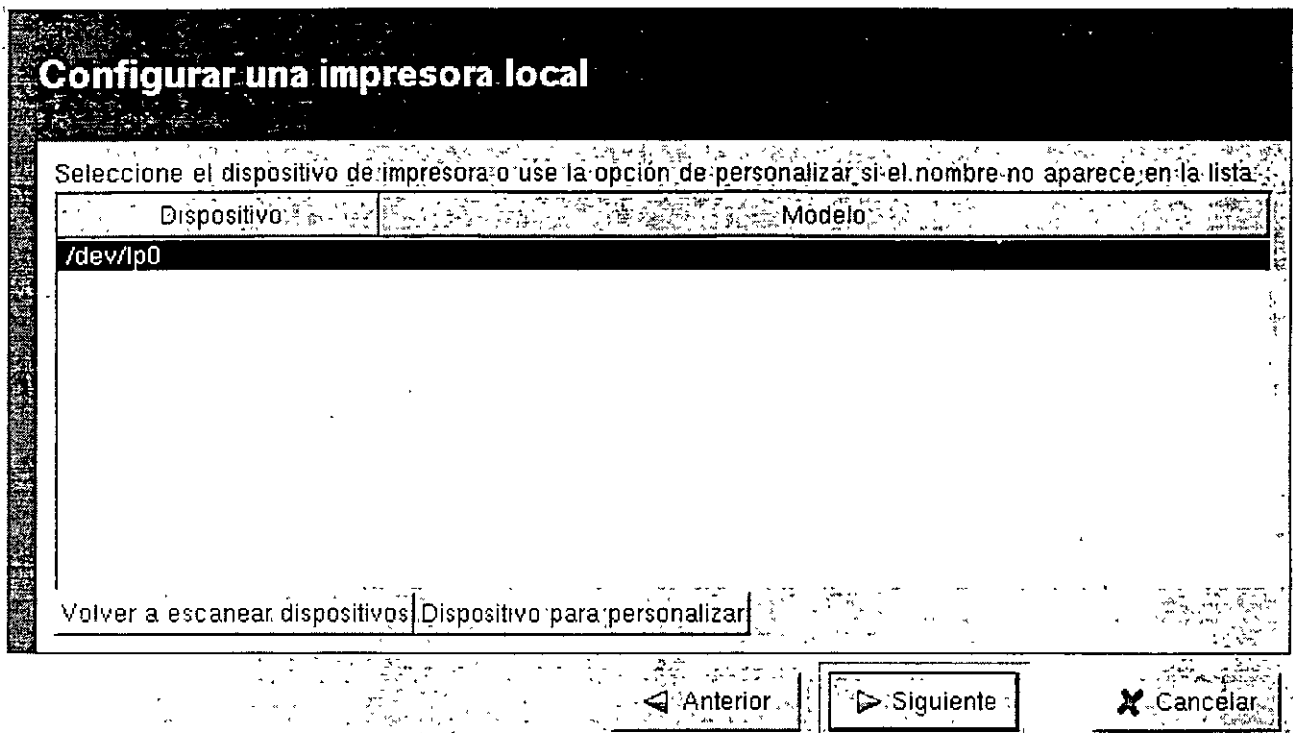 Configurar una impresora local
Seleccione el dispositivo de impresora o use la opción de personalizar si el nombre no aparece en la lista.
Dispositivo Modelo
/dev/lp0
Volver a escanear dispositivos Dispositivo para personalizar
Anterior Siguiente Cancelar